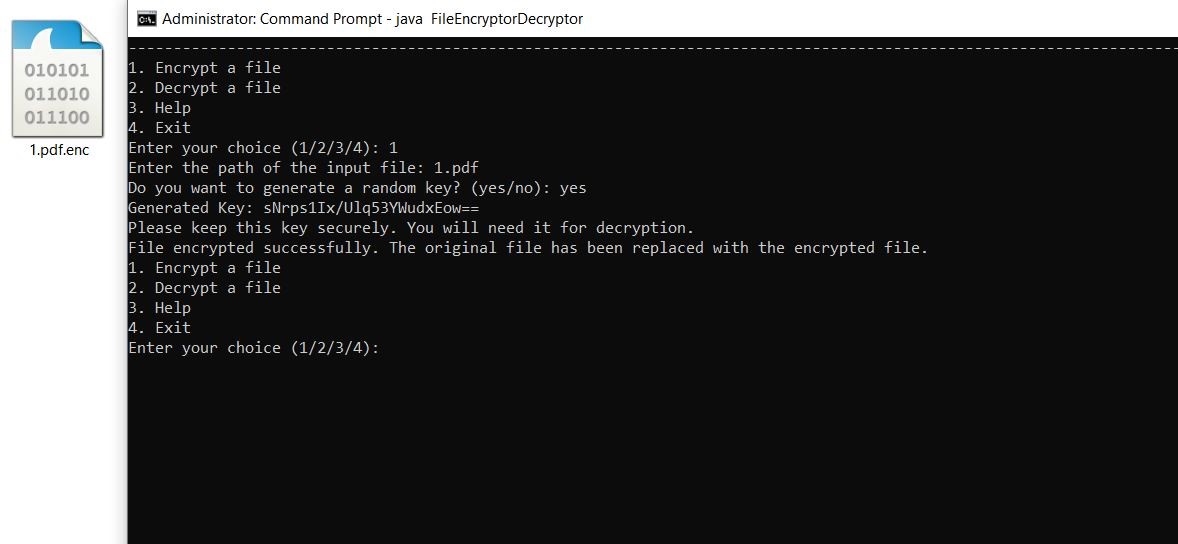 Administrator: Command Prompt - java  FileEncryptorDecryptor
010101
011010
011100
1.pdf.enc
--------------------------------------------------------------------------------------------------------------------
1. Encrypt a file
2. Decrypt a file
3. Help
4. Exit
Enter your choice (1/2/3/4): 1
Enter the path of the input file: 1.pdf
Do you want to generate a random key? (yes/no): yes
Generated Key: sNrps1Ix/Ulq53YWudxEow==
Please keep this key securely. You will need it for decryption.
File encrypted successfully. The original file has been replaced with the encrypted file.
1. Encrypt a file
2. Decrypt a file
3. Help
4. Exit
Enter your choice (1/2/3/4):